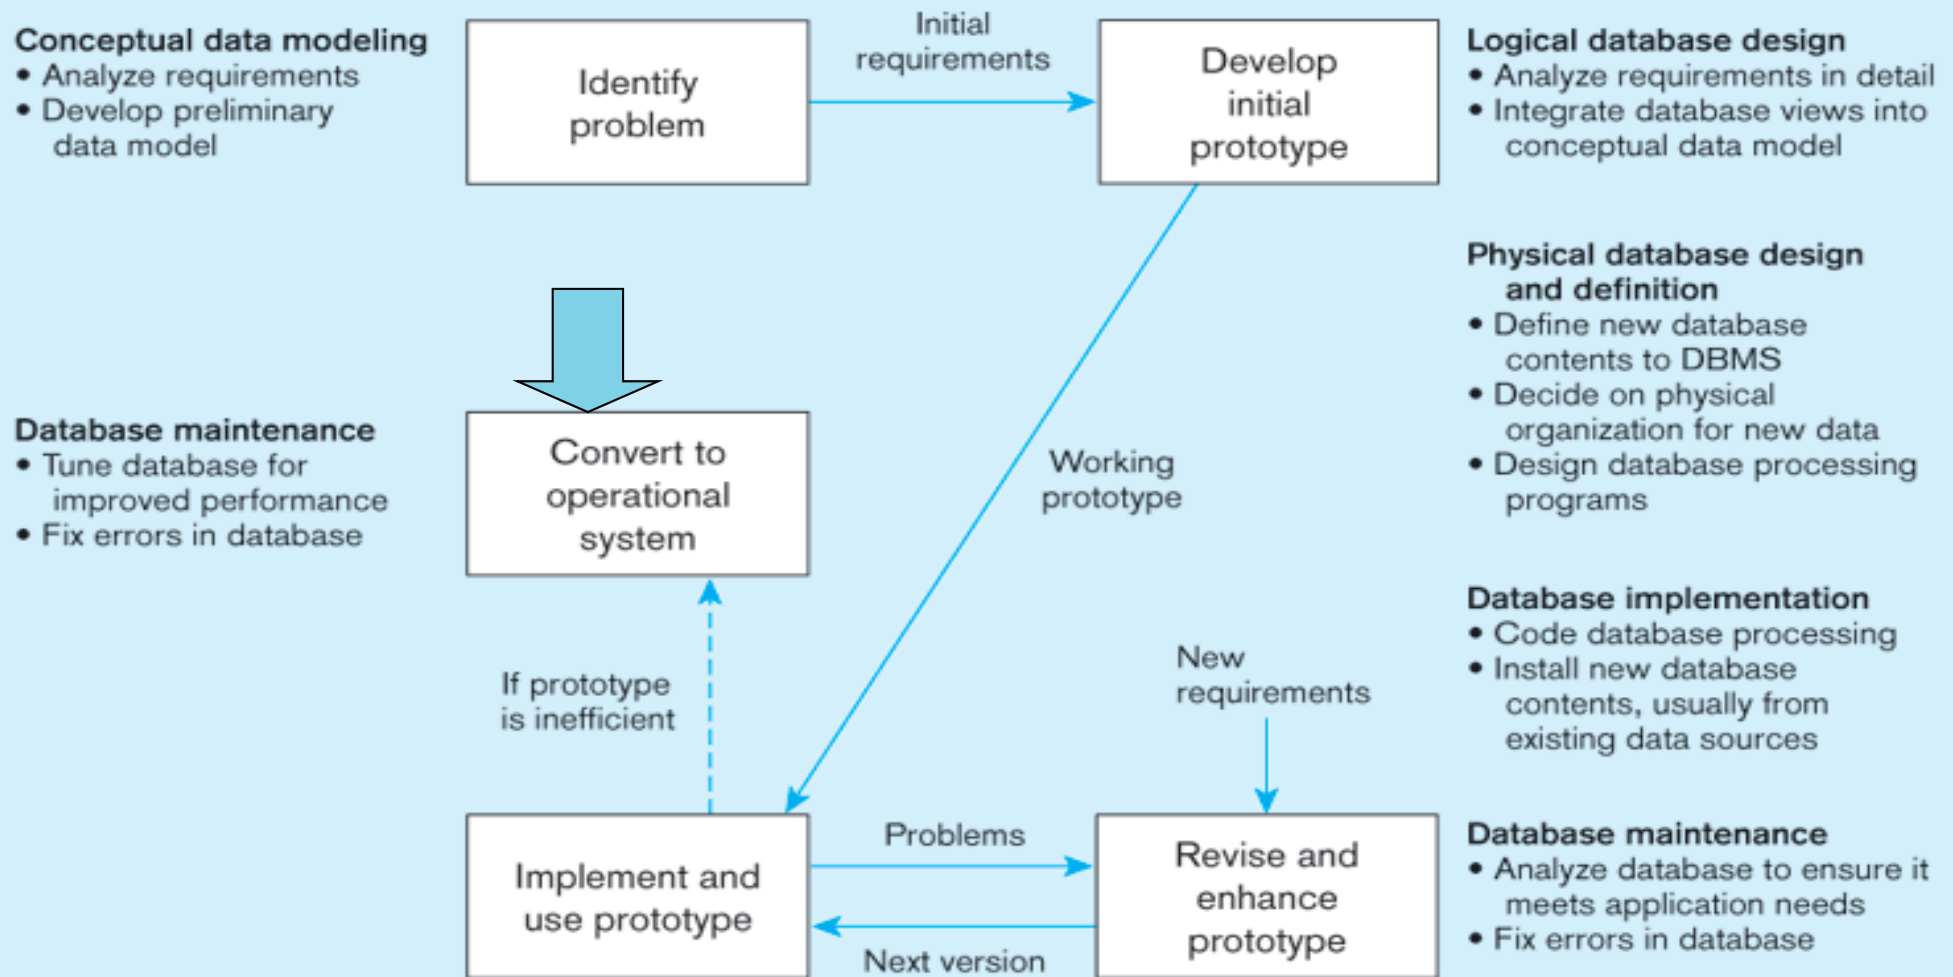 Conceptual data modeling
• Analyze requirements
• Develop preliminary
data model
Identify
problem
Initial
requirements
Develop
initial
prototype
Logical database design
• Analyze requirements in detail
• Integrate database views into
conceptual data model
Physical database design
and definition
• Define new database
contents to DBMS
• Decide on physical
organization for new data
• Design database processing
programs
Database maintenance
• Tune database for
improved performance
• Fix errors in database
Convert to
operational
system
Working
prototype
Database implementation
• Code database processing
• Install new database
contents, usually from
existing data sources
If prototype
is inefficient
New
requirements
Implement and
use prototype
Problems
Next version
Revise and
enhance
prototype
Database maintenance
• Analyze database to ensure it
meets application needs
• Fix errors in database